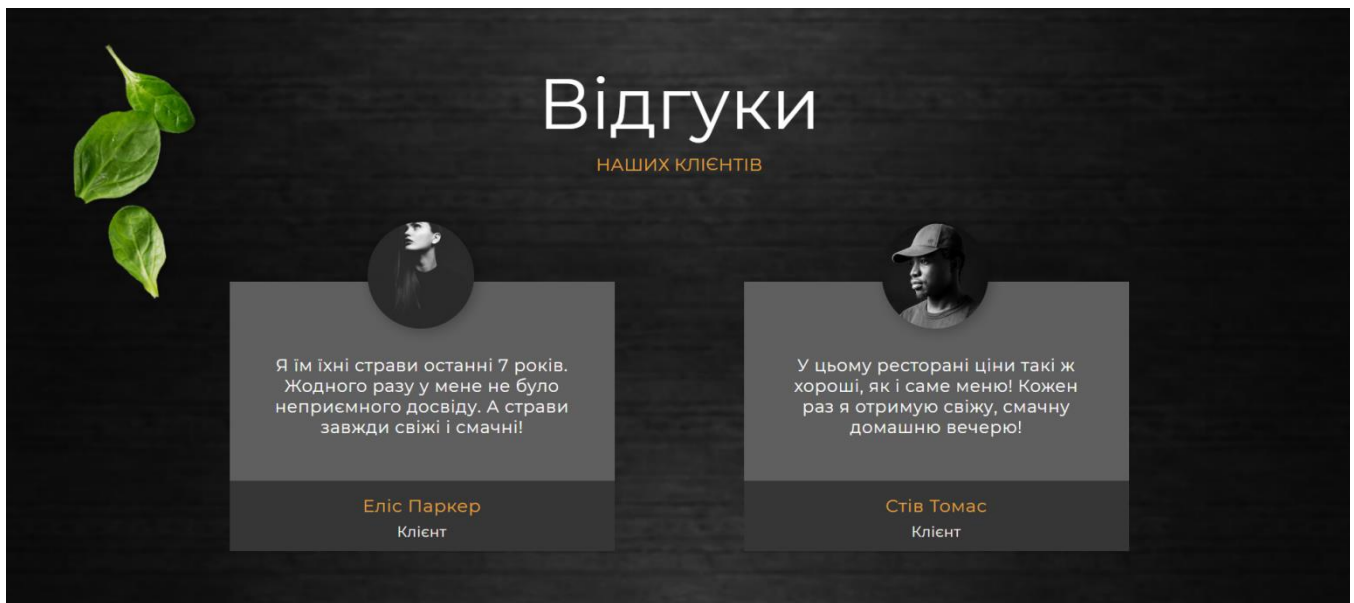 Відгуки
НАШИХ КЛІЄНТІВ
Я їм їхні страви останні 7 років.
Жодного разу у мене не було
неприємного досвіду. А страви
завжди свіжі і смачні!
Еліс Паркер
Клієнт
У цьому ресторані ціни такі ж
хороші, як і саме меню! Кожен
раз я отримую свіжу, смачну
домашню вечерю!
Стів Томас
Клієнт